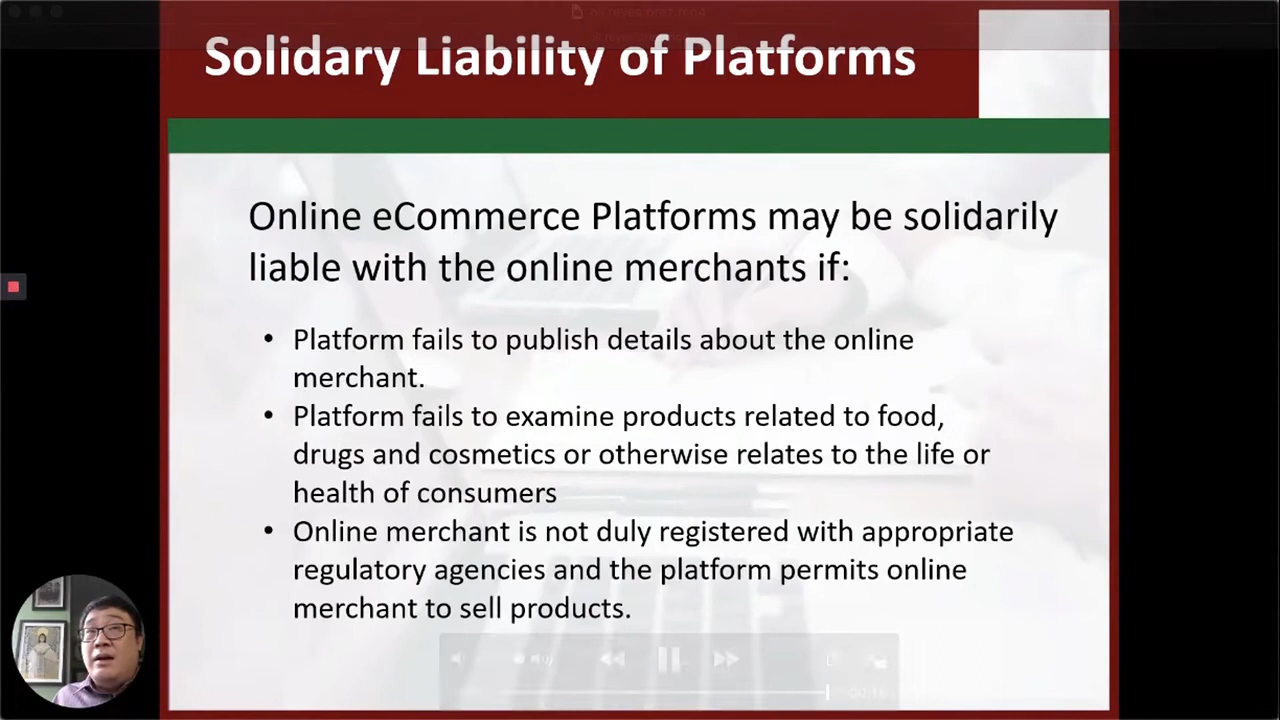 Solidary Liability of Platforms
Online eCommerce Platforms may be solidarily
liable with the online merchants if:
• Platform fails to publish details about the online
merchant.
• Platform fails to examine products related to food,
drugs and cosmetics or otherwise relates to the life or
health of consumers
• Online merchant is not duly registered with appropriate
regulatory agencies and the platform permits online
merchant to sell products.